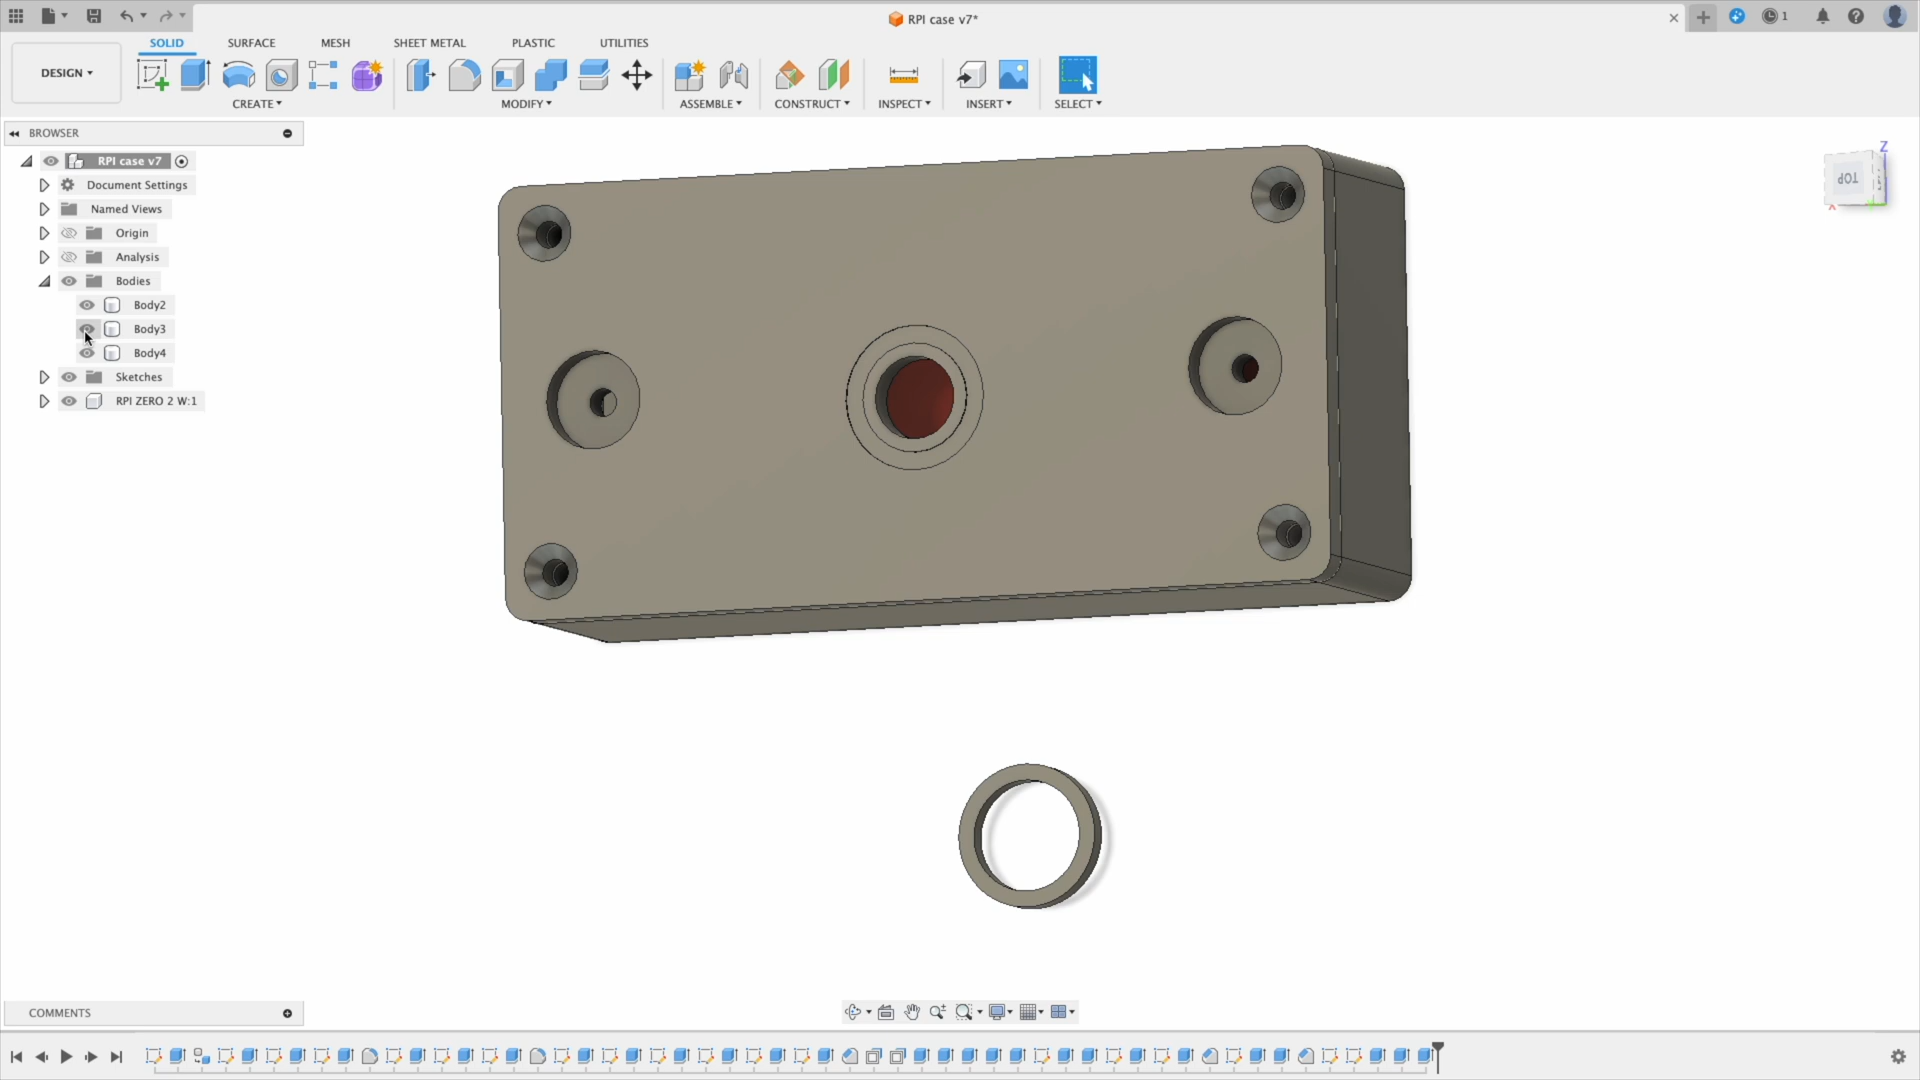 RPI case v7*
1
SOLID SURFACE MESH SHEET METAL PLASTIC UTILITIES
DESIGN
CREATE MODIFY ASSEMBLE CONSTRUCT INSPECT INSERT SELECT
BROWSER
RPI case v7
Document Settings
Named Views
Origin
Analysis
Bodies
Body2
Body3
Body4
Sketches
RPI ZERO 2 W:1
Z
TOP
X
COMMENTS